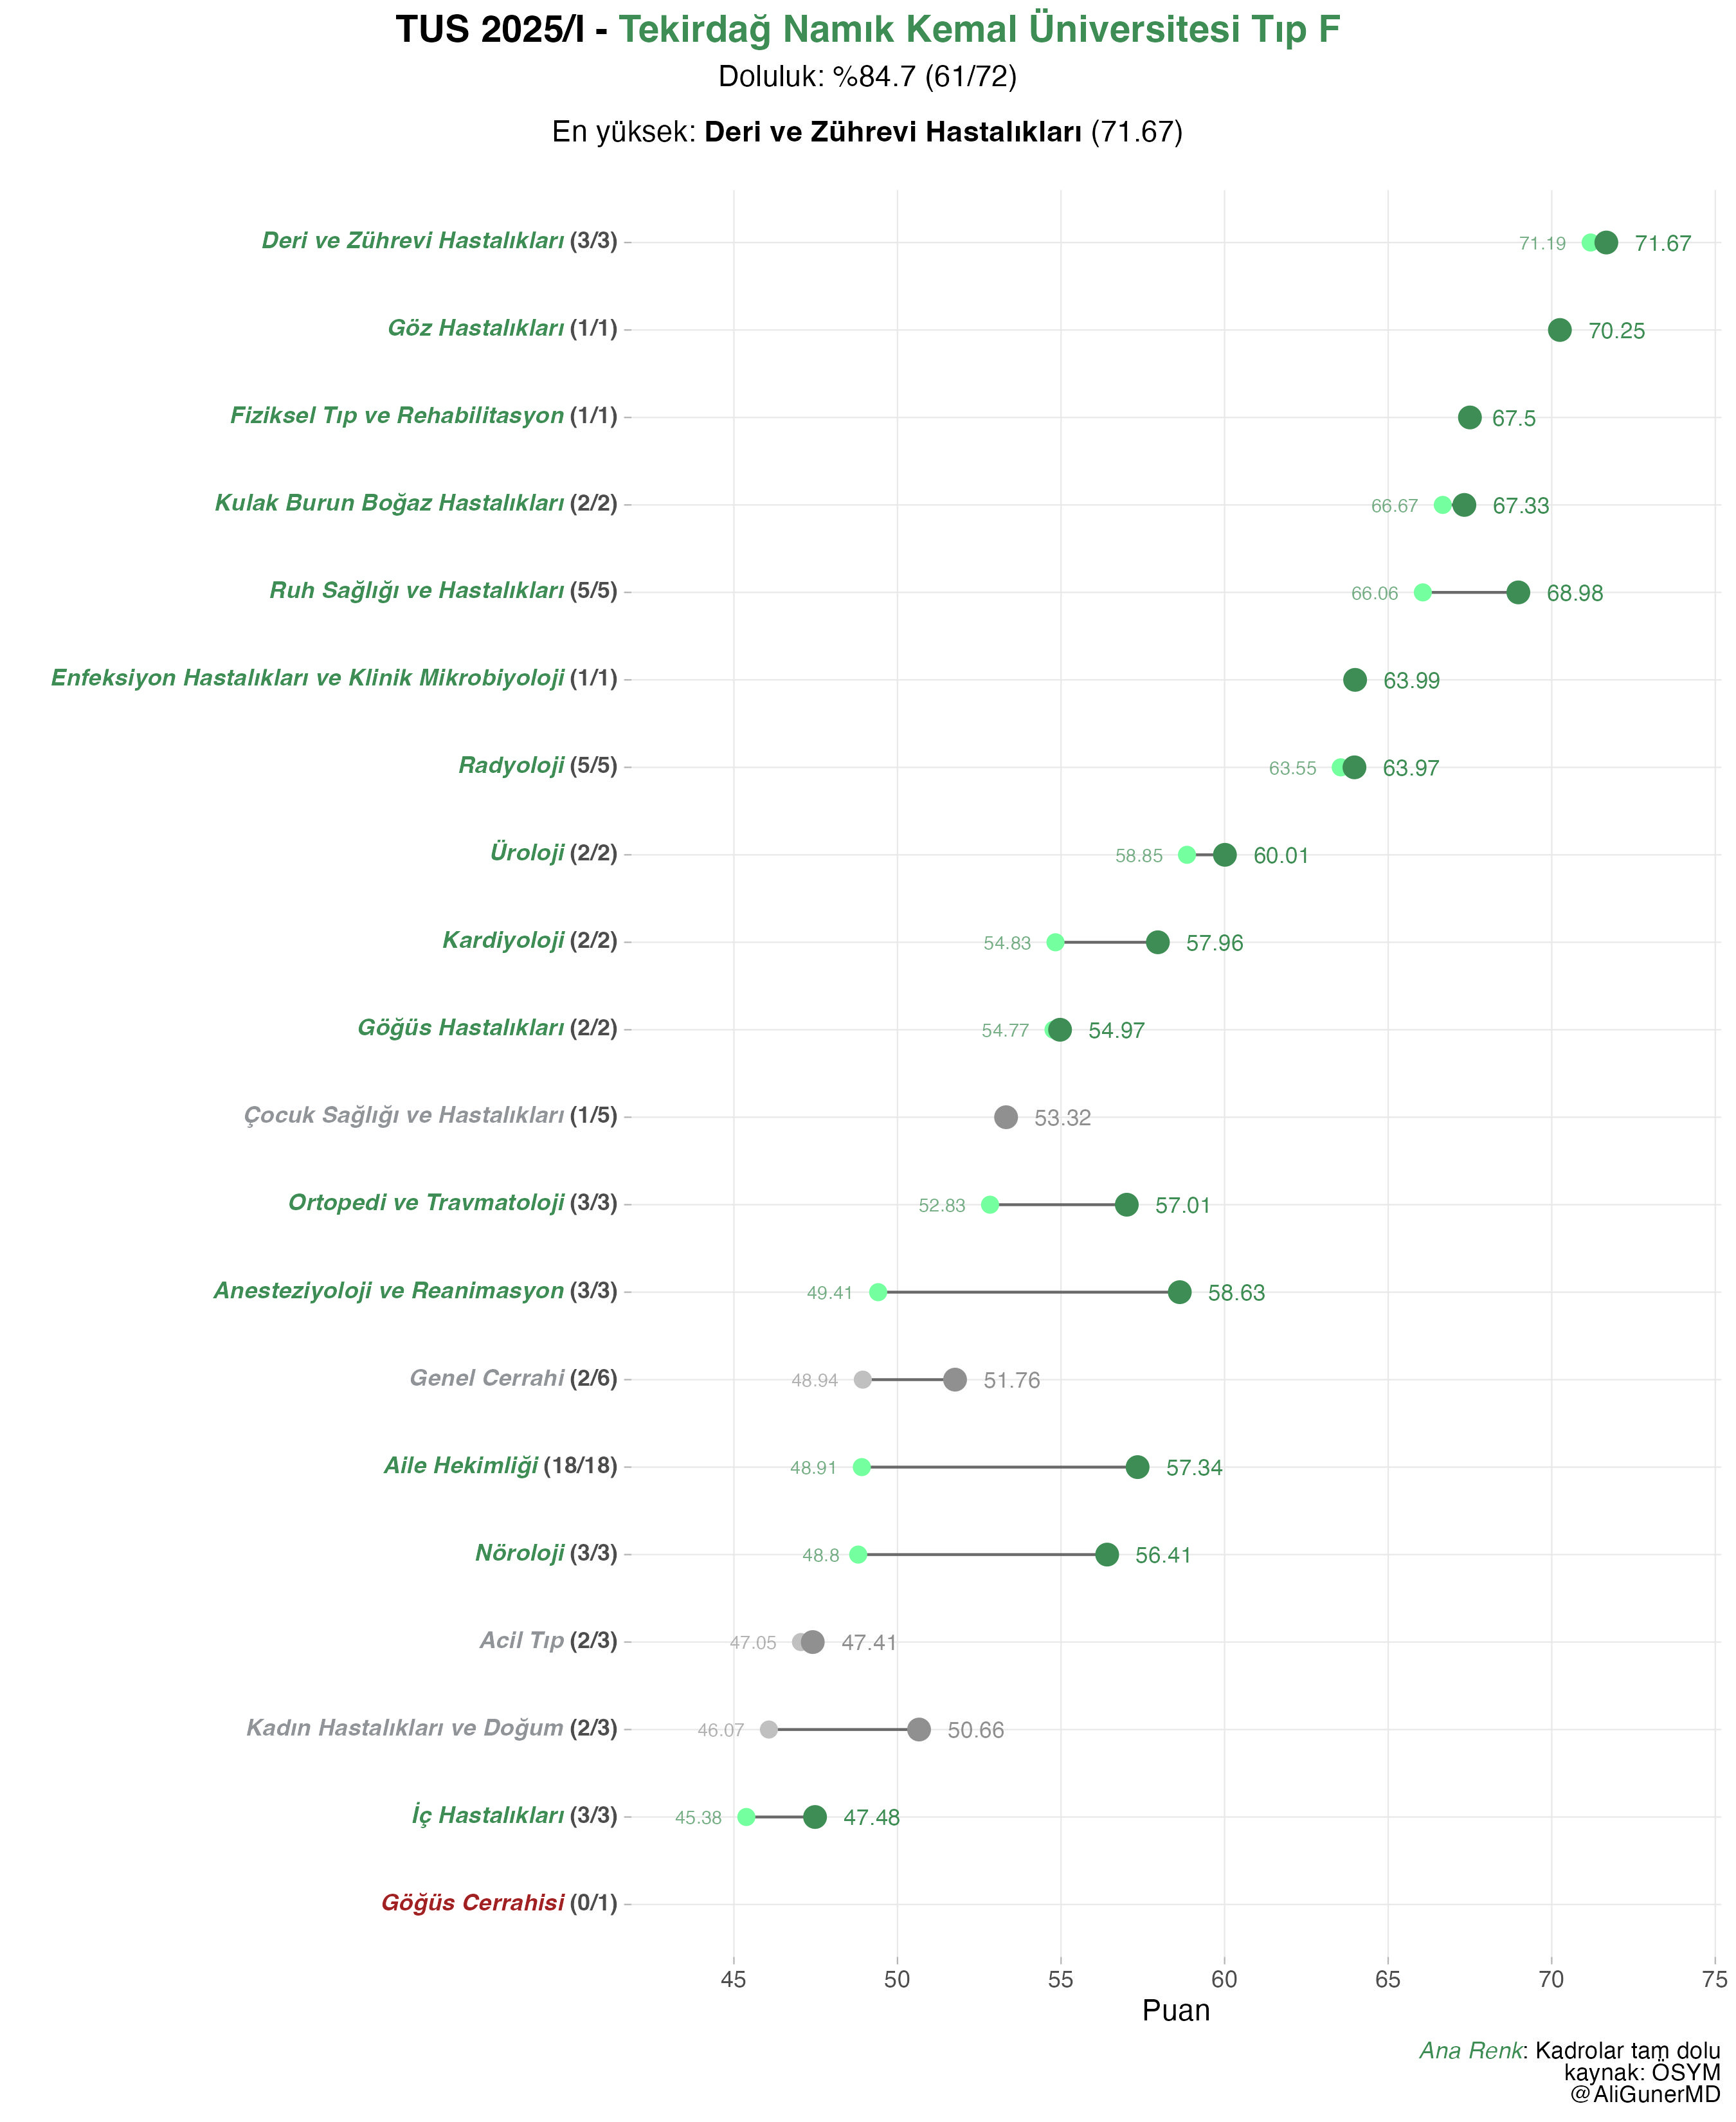 TUS 2025/I - Tekirdağ Namık Kemal Üniversitesi Tıp F
Doluluk: %84.7 (61/72)
En yüksek: Deri ve Zührevi Hastalıkları (71.67)
Deri ve Zührevi Hastalıkları (3/3) 71.19 71.67
Göz Hastalıkları (1/1) 70.25
Fiziksel Tıp ve Rehabilitasyon (1/1) 67.5
Kulak Burun Boğaz Hastalıkları (2/2) 66.67 67.33
Ruh Sağlığı ve Hastalıkları (5/5) 66.06 68.98
Enfeksiyon Hastalıkları ve Klinik Mikrobiyoloji (1/1) 63.99
Radyoloji (5/5) 63.55 63.97
Üroloji (2/2) 58.85 60.01
Kardiyoloji (2/2) 54.83 57.96
Göğüs Hastalıkları (2/2) 54.77 54.97
Çocuk Sağlığı ve Hastalıkları (1/5) 53.32
Ortopedi ve Travmatoloji (3/3) 52.83 57.01
Anesteziyoloji ve Reanimasyon (3/3) 49.41 58.63
Genel Cerrahi (2/6) 48.94 51.76
Aile Hekimliği (18/18) 48.91 57.34
Nöroloji (3/3) 48.8 56.41
Acil Tıp (2/3) 47.05 47.41
Kadın Hastalıkları ve Doğum (2/3) 46.07 50.66
İç Hastalıkları (3/3) 45.38 47.48
Göğüs Cerrahisi (0/1)
45 50 55 60 65 70 75
Puan
Ana Renk: Kadrolar tam dolu
kaynak: ÖSYM
@AliGunerMD